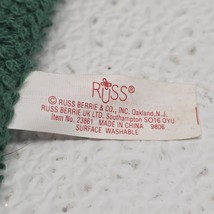 RUSS®
© RUSS BERRIE & CO., INC. Oakland, N.J.
RUSS BERRIE UK LTD. Southampton SO16 0YU
Item No. 23861 MADE IN CHINA 9806
SURFACE WASHABLE